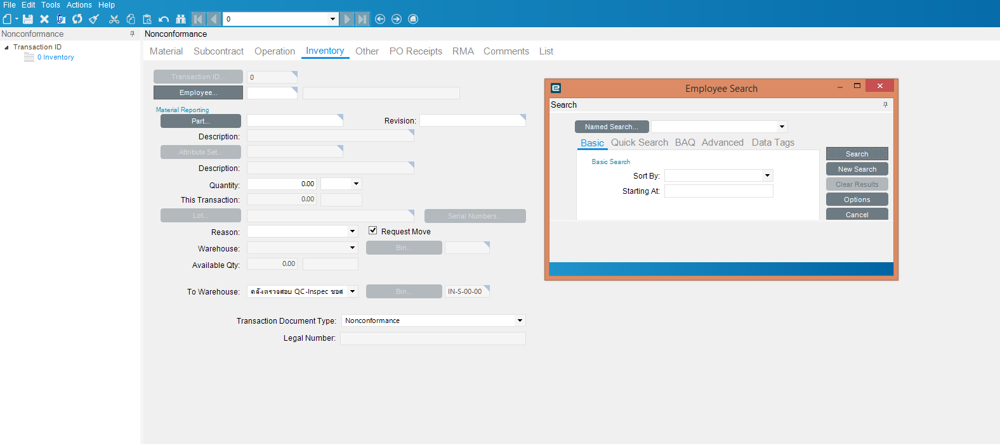 File Edit Tools Actions Help
0
Nonconformance
Transaction ID
0 Inventory
Nonconformance
Material Subcontract Operation Inventory Other PO Receipts RMA Comments List
Transaction ID... 0
Employee...
Material Reporting
Part... Revision:
Description:
Attribute Set...
Description:
Quantity: 0.00
This Transaction: 0.00
Lot... Serial Numbers...
Reason: Request Move
Warehouse: Bin...
Available Qty: 0.00
To Warehouse: คลังตรวจสอบ QC-Inspec ชอส Bin... IN-S-00-00
Transaction Document Type: Nonconformance
Legal Number:
Employee Search
Search
Named Search...
Basic Quick Search BAQ Advanced Data Tags
Basic Search
Sort By:
Starting At:
Search
New Search
Clear Results
Options
Cancel